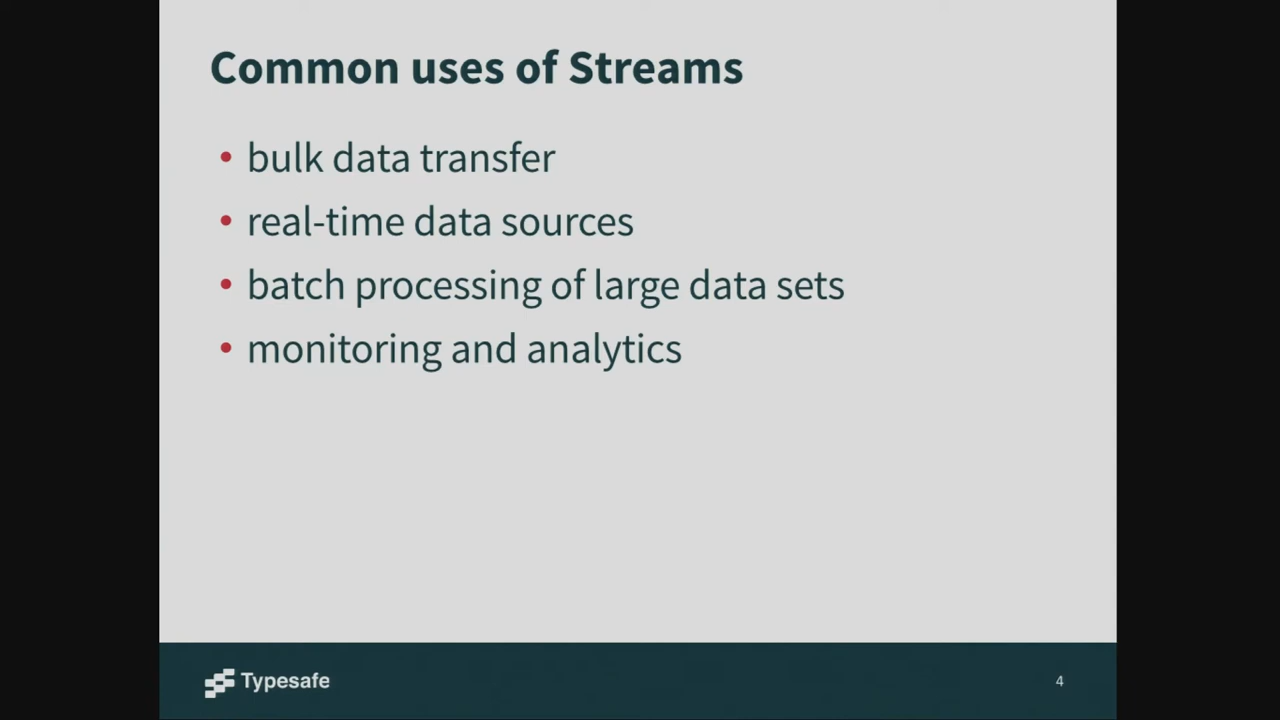 Common uses of Streams
• bulk data transfer
• real-time data sources
• batch processing of large data sets
• monitoring and analytics
Typesafe
4